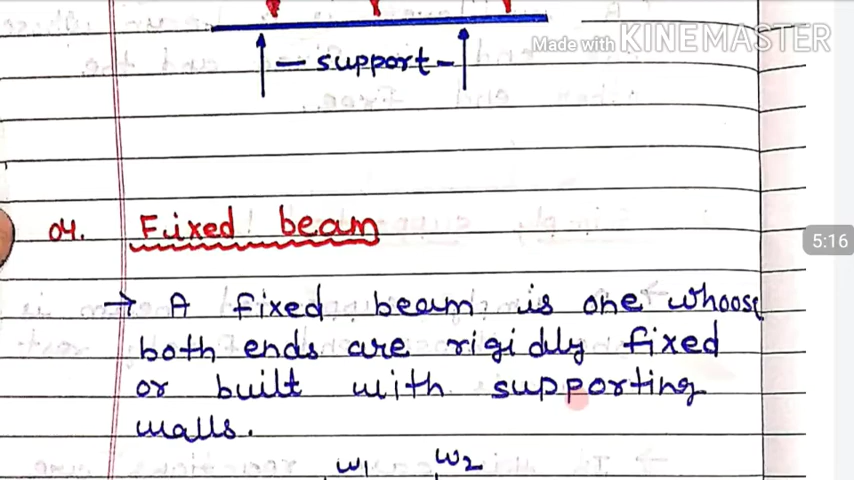 Made with KINEMASTER
- support -
5:16
04. Fixed beam
→ A fixed beam is one whoose
both ends are rigidly fixed
or built with supporting
walls.
W1 W2